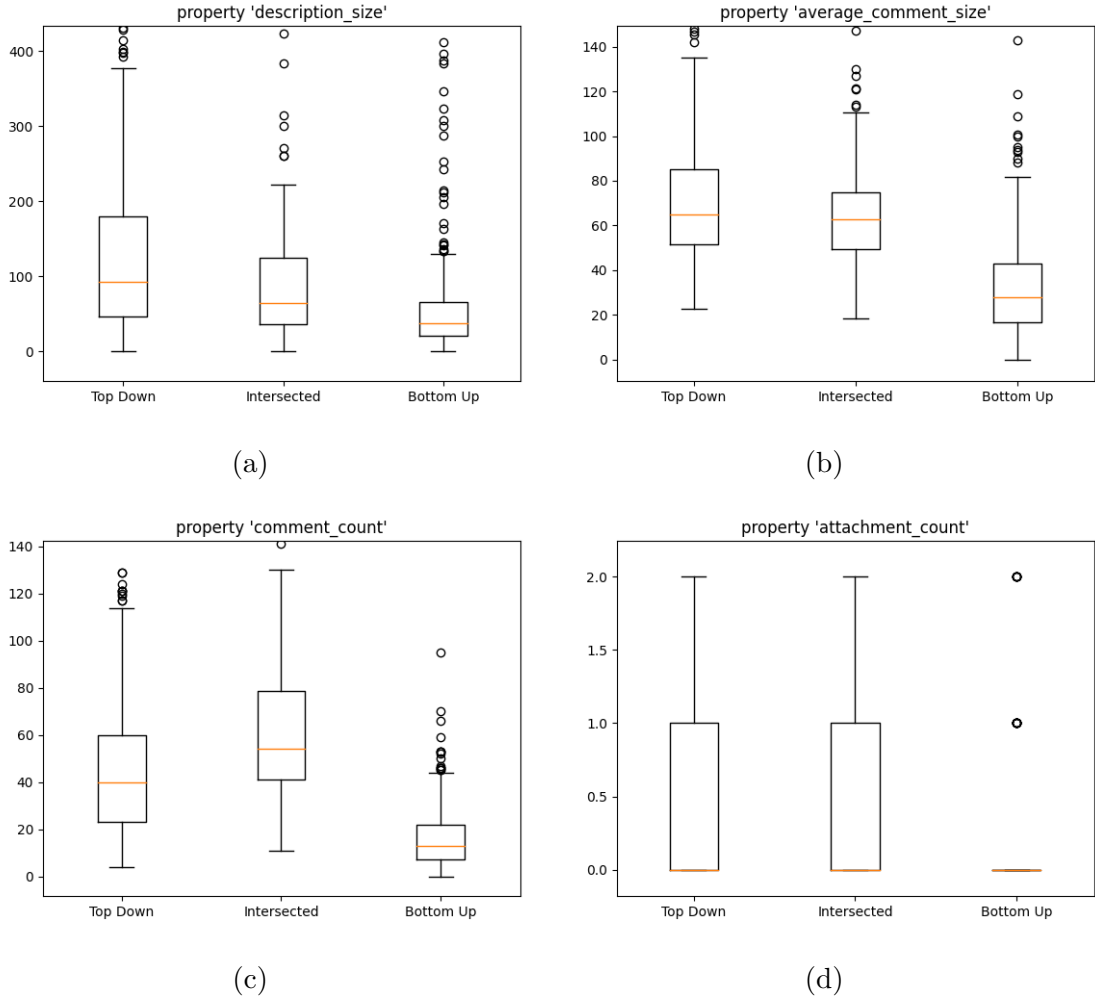 property 'description_size'
400
300
200
100
0
Top Down Intersected Bottom Up
(a)
property 'average_comment_size'
140
120
100
80
60
40
20
0
Top Down Intersected Bottom Up
(b)
property 'comment_count'
140
120
100
80
60
40
20
0
Top Down Intersected Bottom Up
(c)
property 'attachment_count'
2.0
1.5
1.0
0.5
0.0
Top Down Intersected Bottom Up
(d)